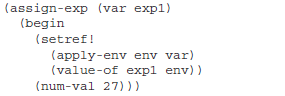 (assign-exp (var exp1)
(begin
(setref!
(apply-env env var)
(value-of exp1 env))
(num-val 27)))